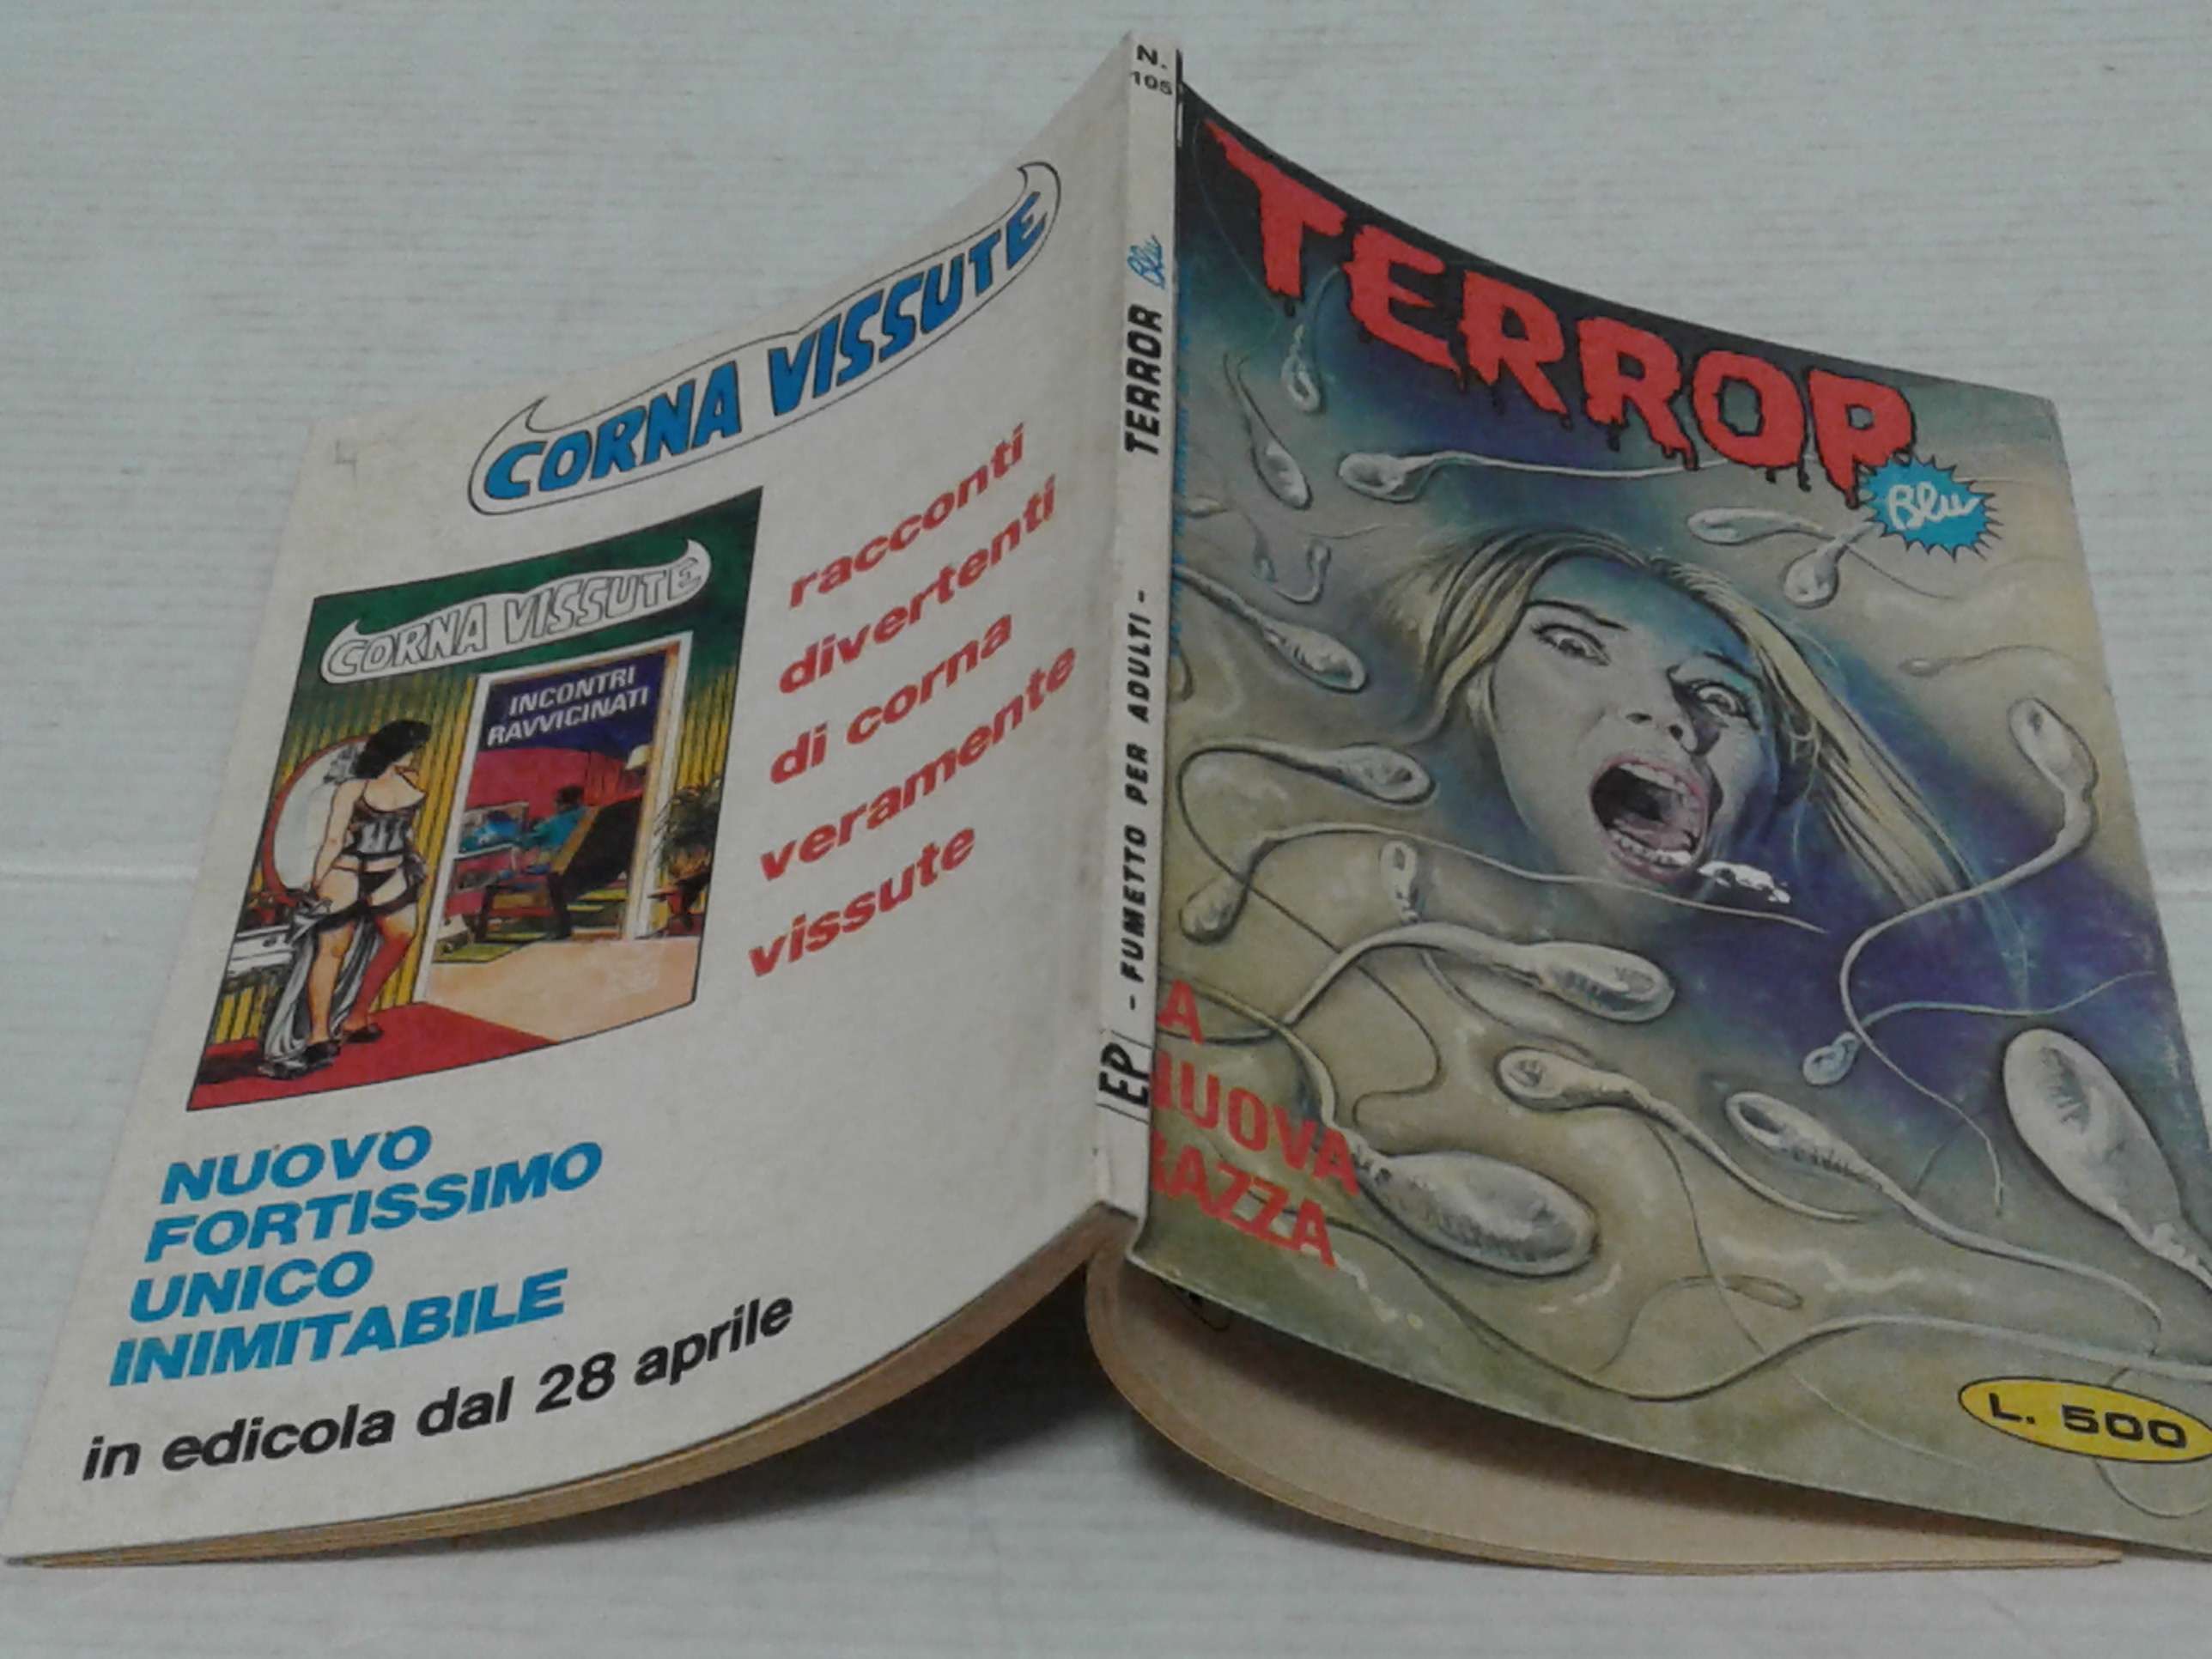 CORNA VISSUTE
racconti
divertenti
di corna
veramente
vissute
CORNA VISSUTE
INCONTRI
RAVVICINATI
NUOVO
FORTISSIMO
UNICO
INIMITABILE
in edicola dal 28 aprile
N.
105
TERROR Blu
- FUMETTO PER ADULTI -
EP
TERROR
Blu
A
NUOVA
RAZZA
L. 500